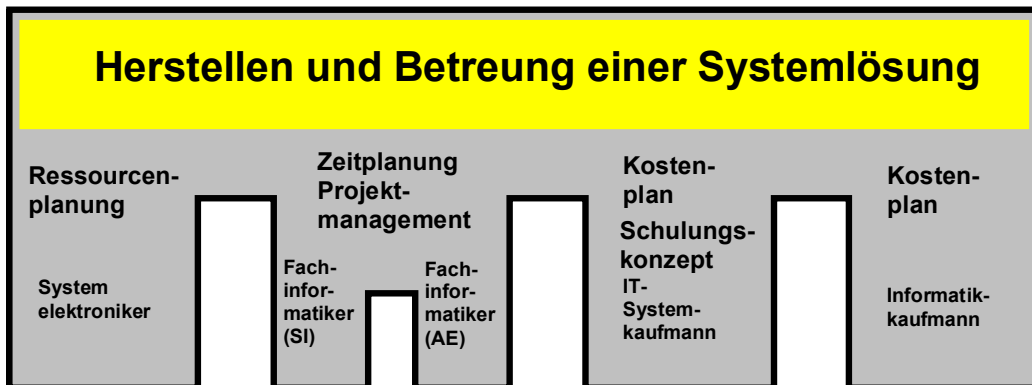 Herstellen und Betreung einer Systemlösung
Ressourcen-
planung
System
elektroniker
Zeitplanung
Projekt-
management
Fach-
infor-
matiker
(SI)
Fach-
infor-
matiker
(AE)
Kosten-
plan
Schulungs-
konzept
IT-
System-
kaufmann
Kosten-
plan
Informatik-
kaufmann